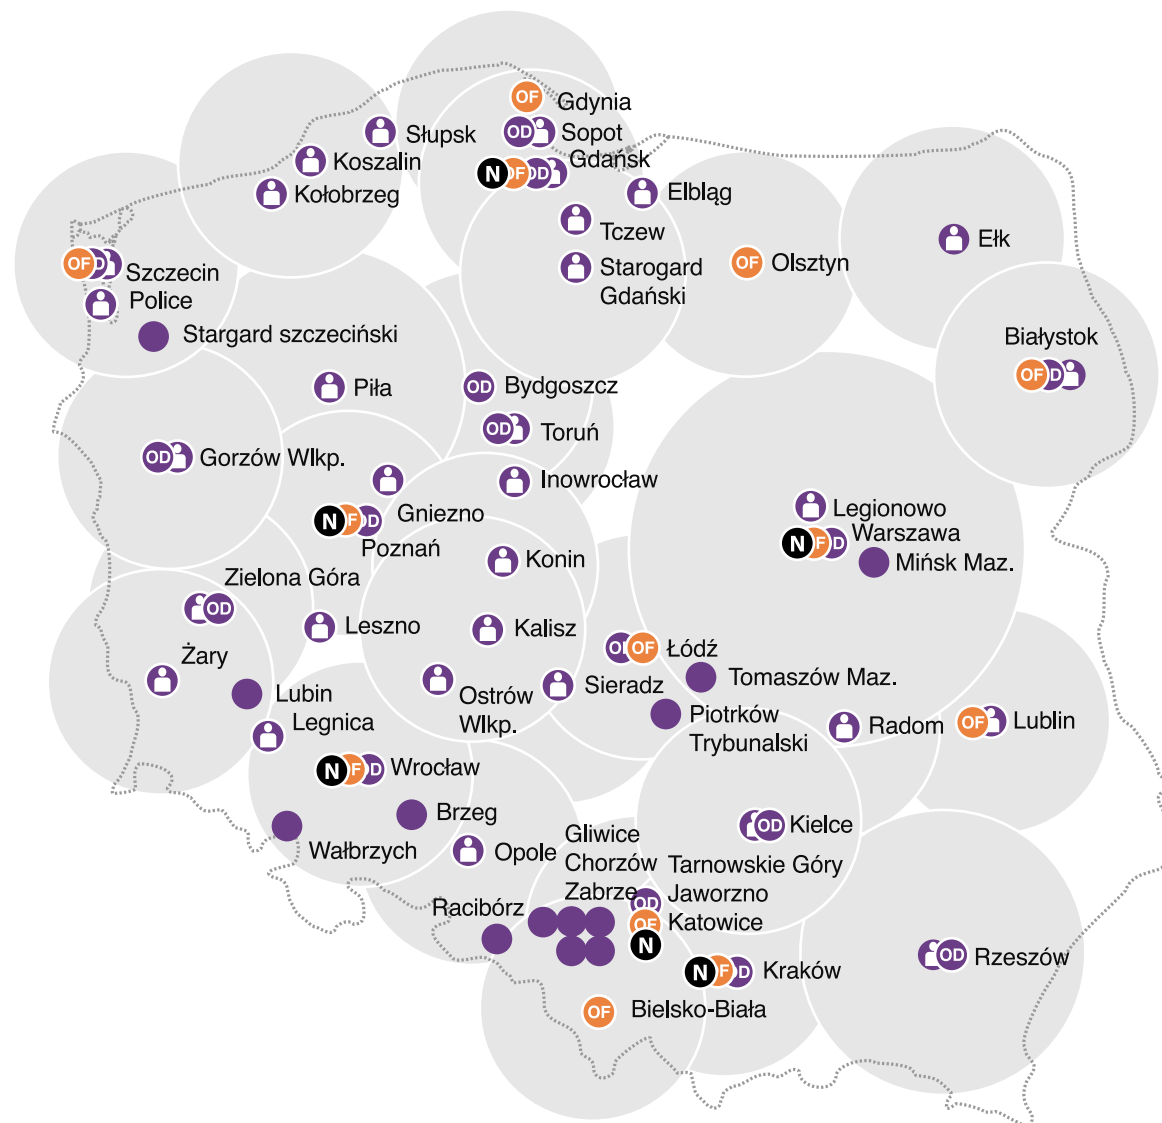 OF Gdynia
OD Sopot
Słupsk
N OF OD Gdańsk
Koszalin
Kołobrzeg
Elbląg
Tczew
Ełk
OF D Szczecin
Starogard
Gdański
OF Olsztyn
Police
Stargard szczeciński
Białystok
OF D
Piła
OD Bydgoszcz
OD Toruń
OD Gorzów Wlkp.
Inowrocław
Gniezno
Legionowo
N F OD
Poznań
N F D Warszawa
Mińsk Maz.
Konin
Zielona Góra
OD
Leszno
Kalisz
OD OF Łódź
Żary
Lubin
Ostrów
Wlkp.
Sieradz
Tomaszów Maz.
Legnica
Piotrków
Trybunalski
Radom
OF Lublin
N F D Wrocław
Brzeg
Wałbrzych
Opole
Gliwice
Chorzów
Zabrze
OD Kielce
Tarnowskie Góry
Jaworzno
OD
Racibórz
OF Katowice
N
N F D Kraków
OD Rzeszów
OF Bielsko-Biała